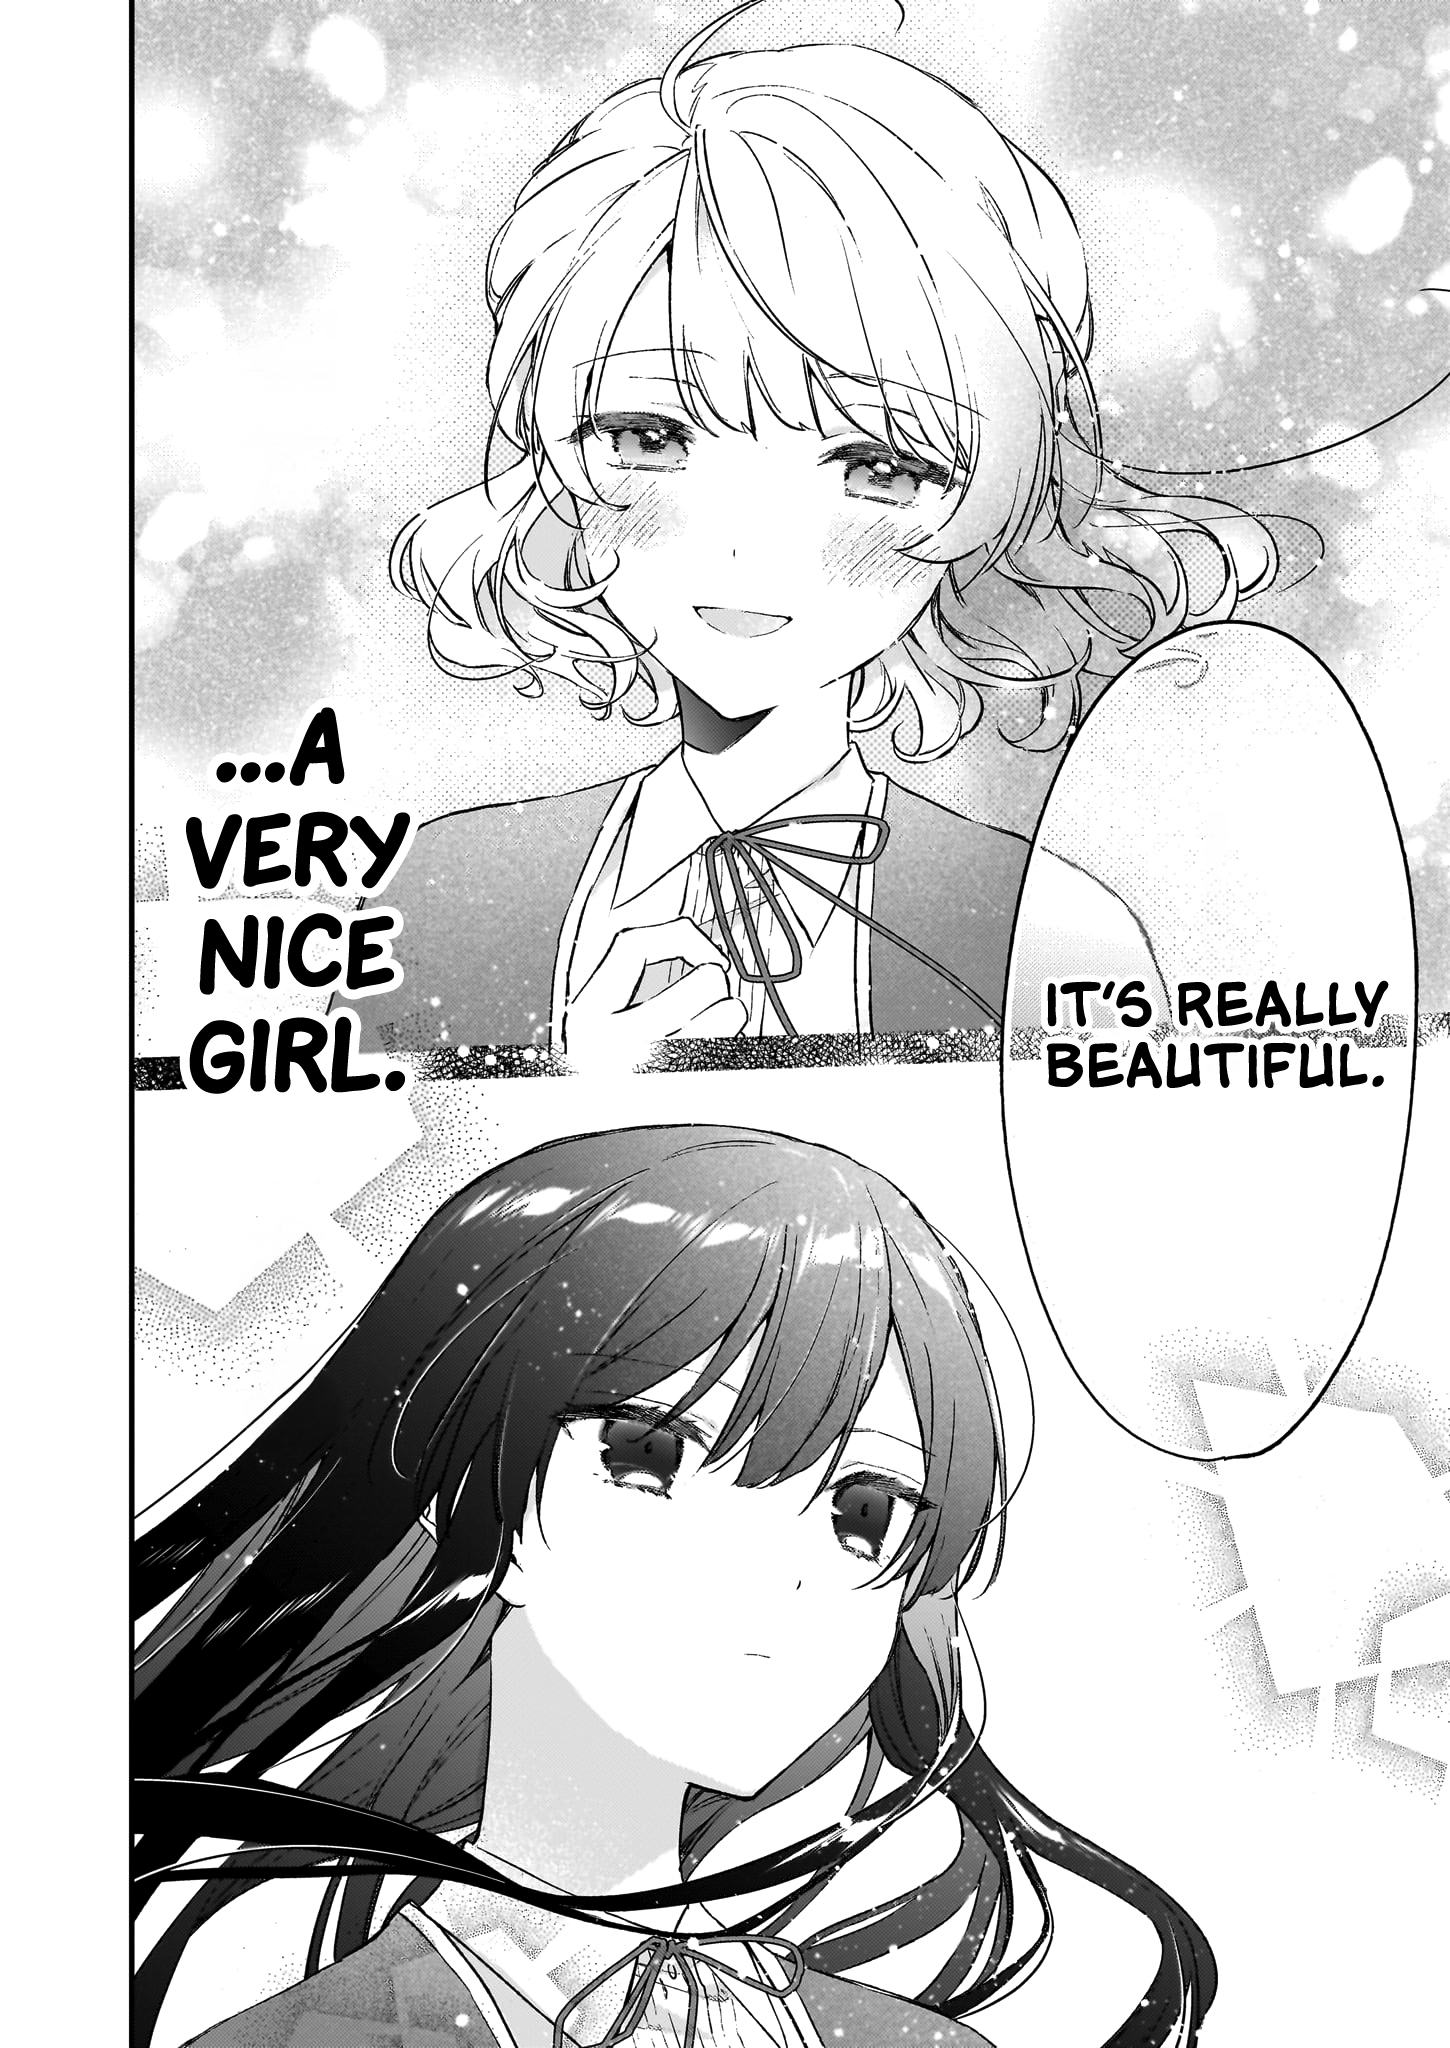 IT'S REALLY
BEAUTIFUL.
...A
VERY
NICE
GIRL.